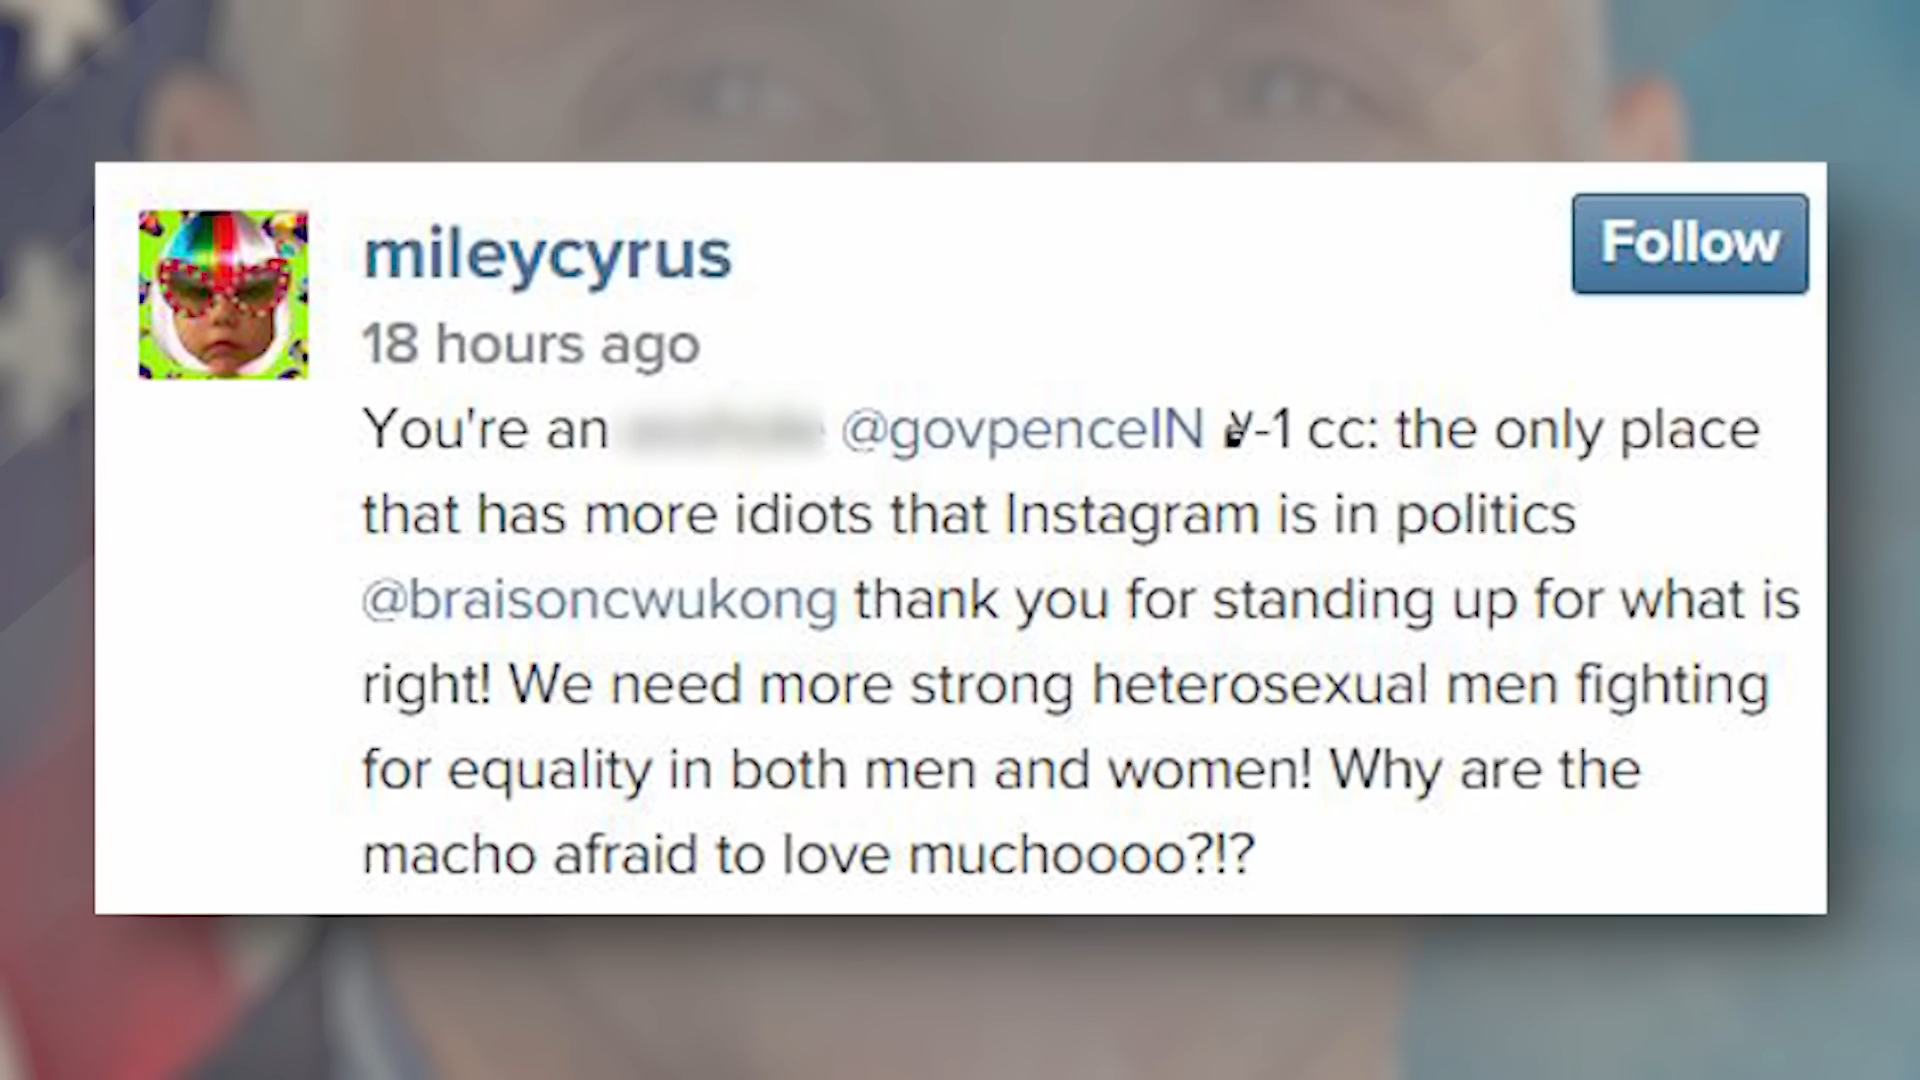 mileycyrus
Follow
18 hours ago
You're an @govpenceIN ✌-1 cc: the only place
that has more idiots that Instagram is in politics
@braisoncwukong thank you for standing up for what is
right! We need more strong heterosexual men fighting
for equality in both men and women! Why are the
macho afraid to love muchoooo?!?